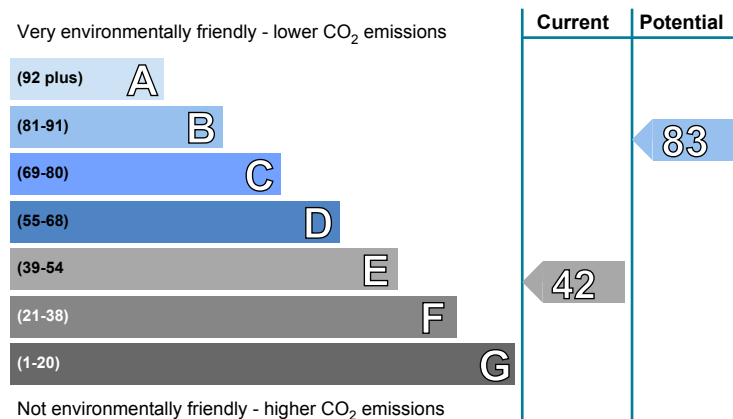 Very environmentally friendly - lower CO₂ emissions
Current
Potential
(92 plus) A
(81-91) B
83
(69-80) C
(55-68) D
(39-54 E
42
(21-38) F
(1-20) G
Not environmentally friendly - higher CO₂ emissions